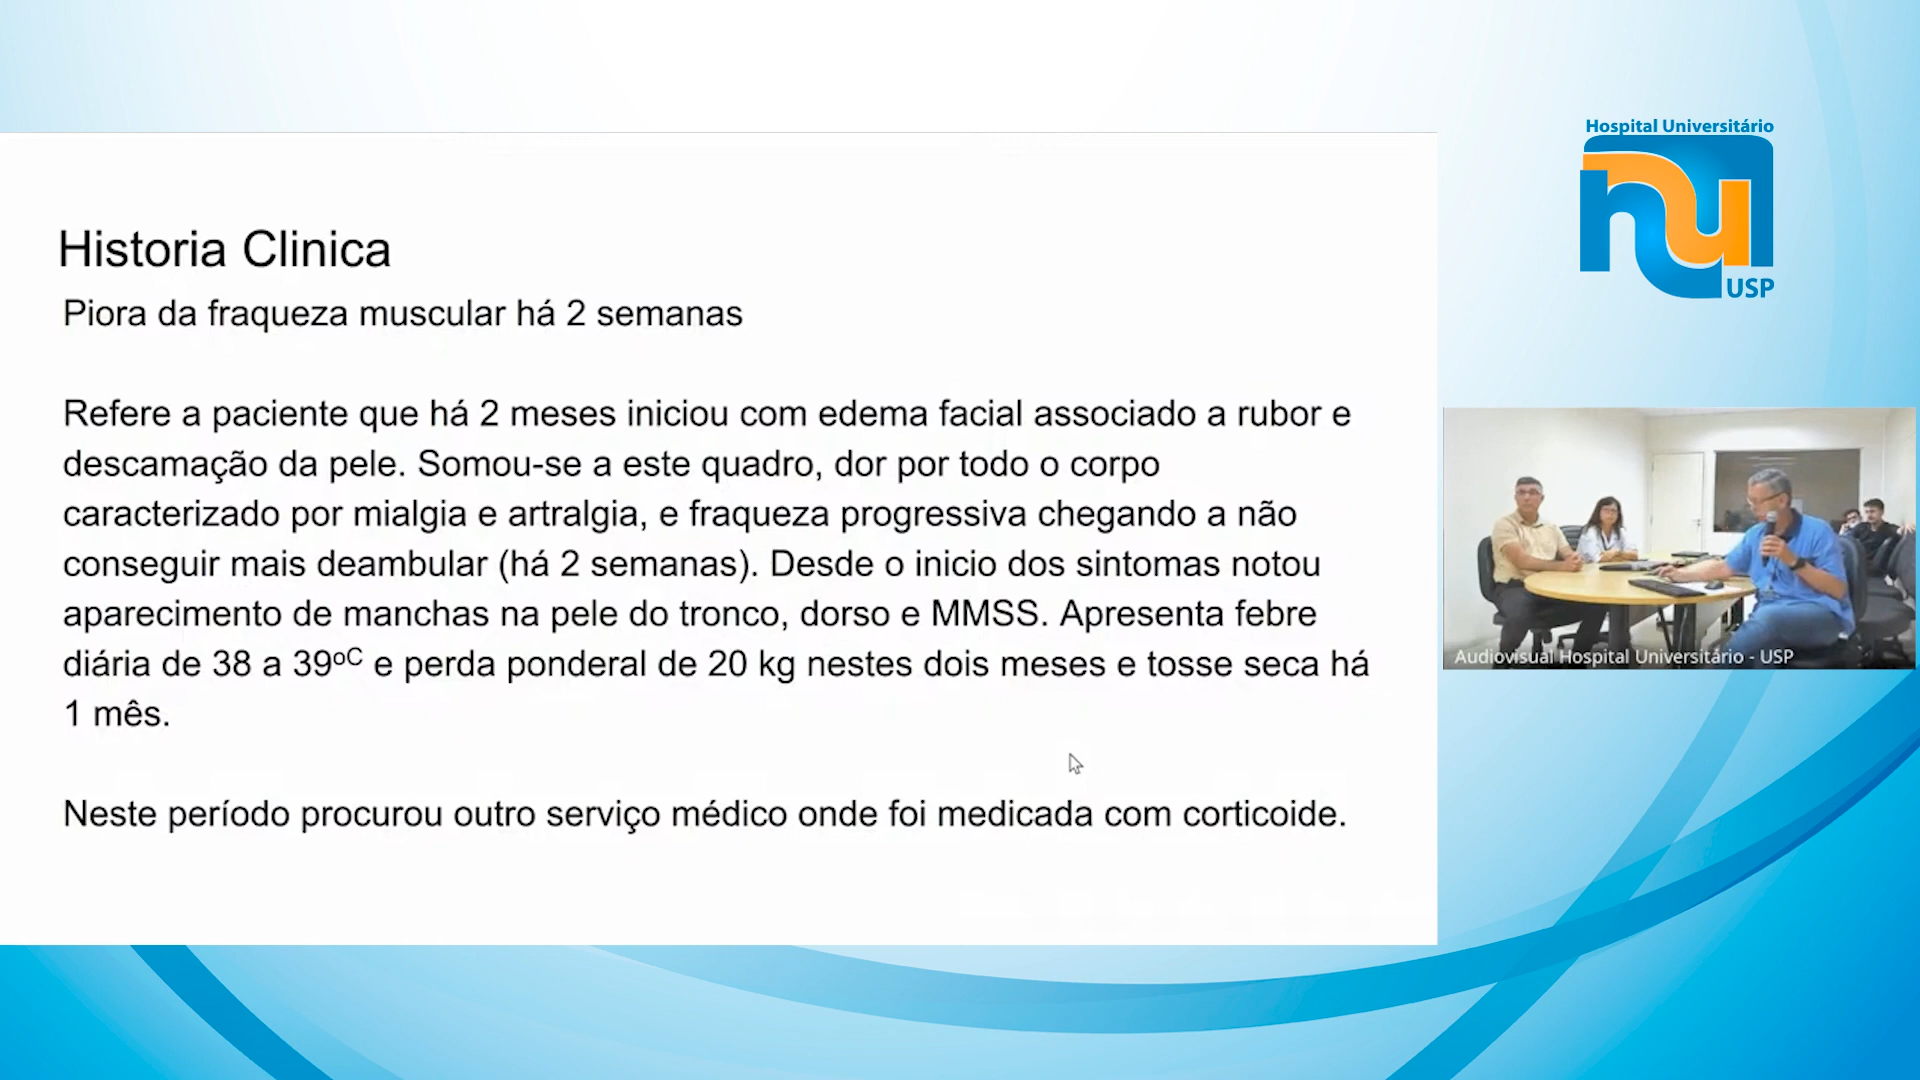 Hospital Universitário
hu
USP
Historia Clinica
Piora da fraqueza muscular há 2 semanas
Refere a paciente que há 2 meses iniciou com edema facial associado a rubor e
descamação da pele. Somou-se a este quadro, dor por todo o corpo
caracterizado por mialgia e artralgia, e fraqueza progressiva chegando a não
conseguir mais deambular (há 2 semanas). Desde o inicio dos sintomas notou
aparecimento de manchas na pele do tronco, dorso e MMSS. Apresenta febre
diária de 38 a 39ºC e perda ponderal de 20 kg nestes dois meses e tosse seca há
1 mês.
Neste período procurou outro serviço médico onde foi medicada com corticoide.
Audiovisual Hospital Universitário - USP